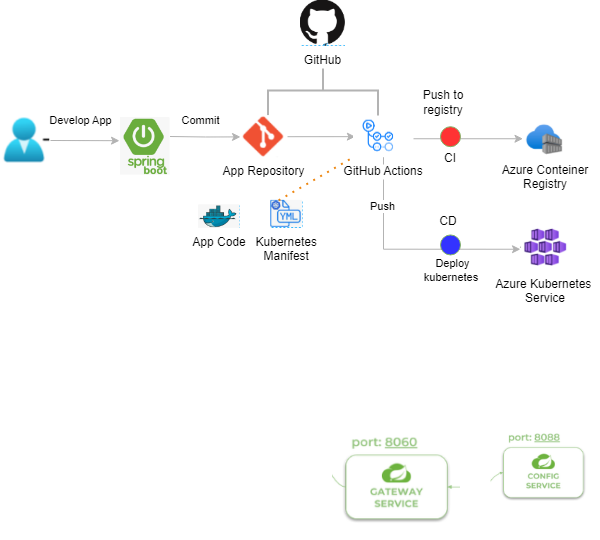 GitHub
Develop App
spring
boot
Commit
App Repository
GitHub Actions
Push to
registry
CI
Azure Conteiner
Registry
App Code
YML
Kubernetes
Manifest
Push
CD
Deploy
kubernetes
Azure Kubernetes
Service
port: 8060
GATEWAY
SERVICE
port: 8088
CONFIG
SERVICE